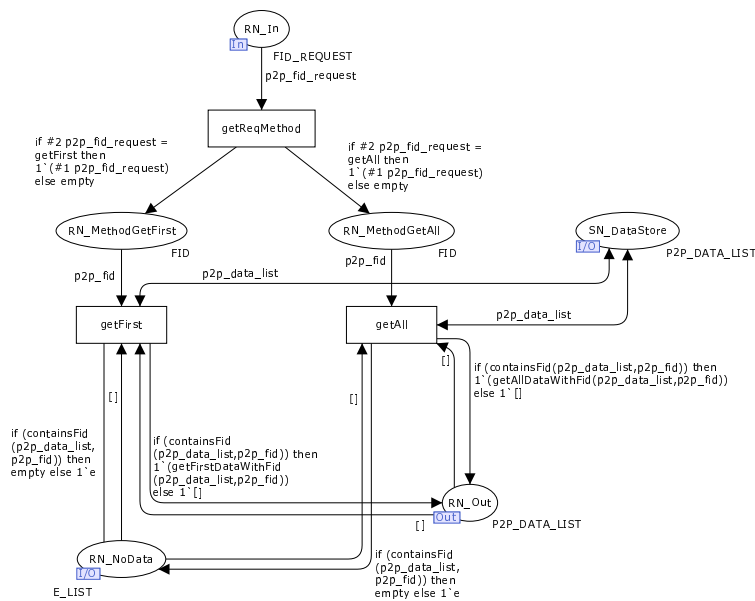 RN_In
In
FID_REQUEST
p2p_fid_request
getReqMethod
if #2 p2p_fid_request =
getFirst then
1`(#1 p2p_fid_request)
else empty
if #2 p2p_fid_request =
getAll then
1`(#1 p2p_fid_request)
else empty
RN_MethodGetFirst
FID
RN_MethodGetAll
FID
SN_DataStore
I/O
P2P_DATA_LIST
p2p_fid
p2p_data_list
p2p_fid
getFirst
getAll
p2p_data_list
[]
[]
[]
if (containsFid(p2p_data_list,p2p_fid)) then
1`(getAllDataWithFid(p2p_data_list,p2p_fid))
else 1`[]
if (containsFid
(p2p_data_list,
p2p_fid)) then
empty else 1`e
if (containsFid
(p2p_data_list,p2p_fid)) then
1`(getFirstDataWithFid
(p2p_data_list,p2p_fid))
else 1`[]
RN_Out
Out
P2P_DATA_LIST
[]
RN_NoData
I/O
E_LIST
if (containsFid
(p2p_data_list,
p2p_fid)) then
empty else 1`e